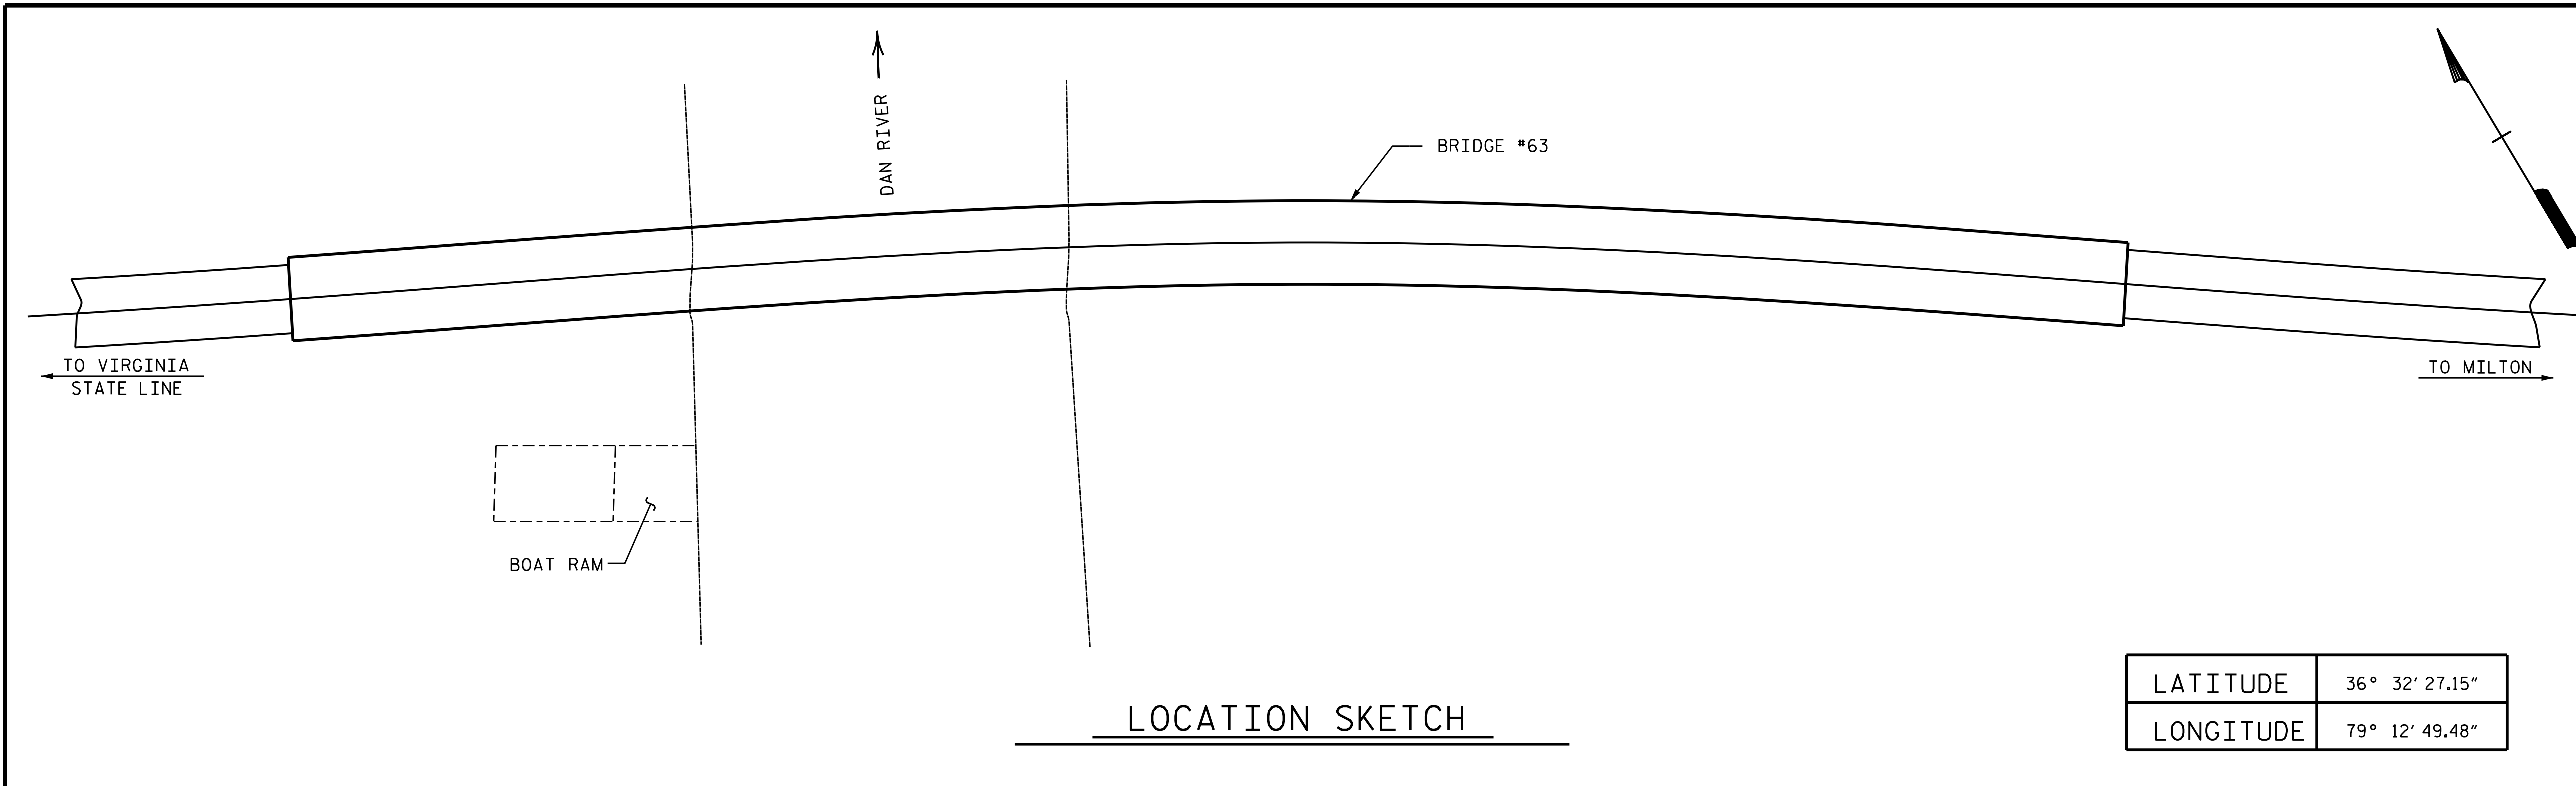 DAN RIVER
BRIDGE #63
TO VIRGINIA
STATE LINE
TO MILTON
BOAT RAM
LOCATION SKETCH
LATITUDE 36° 32' 27.15"
LONGITUDE 79° 12' 49.48"